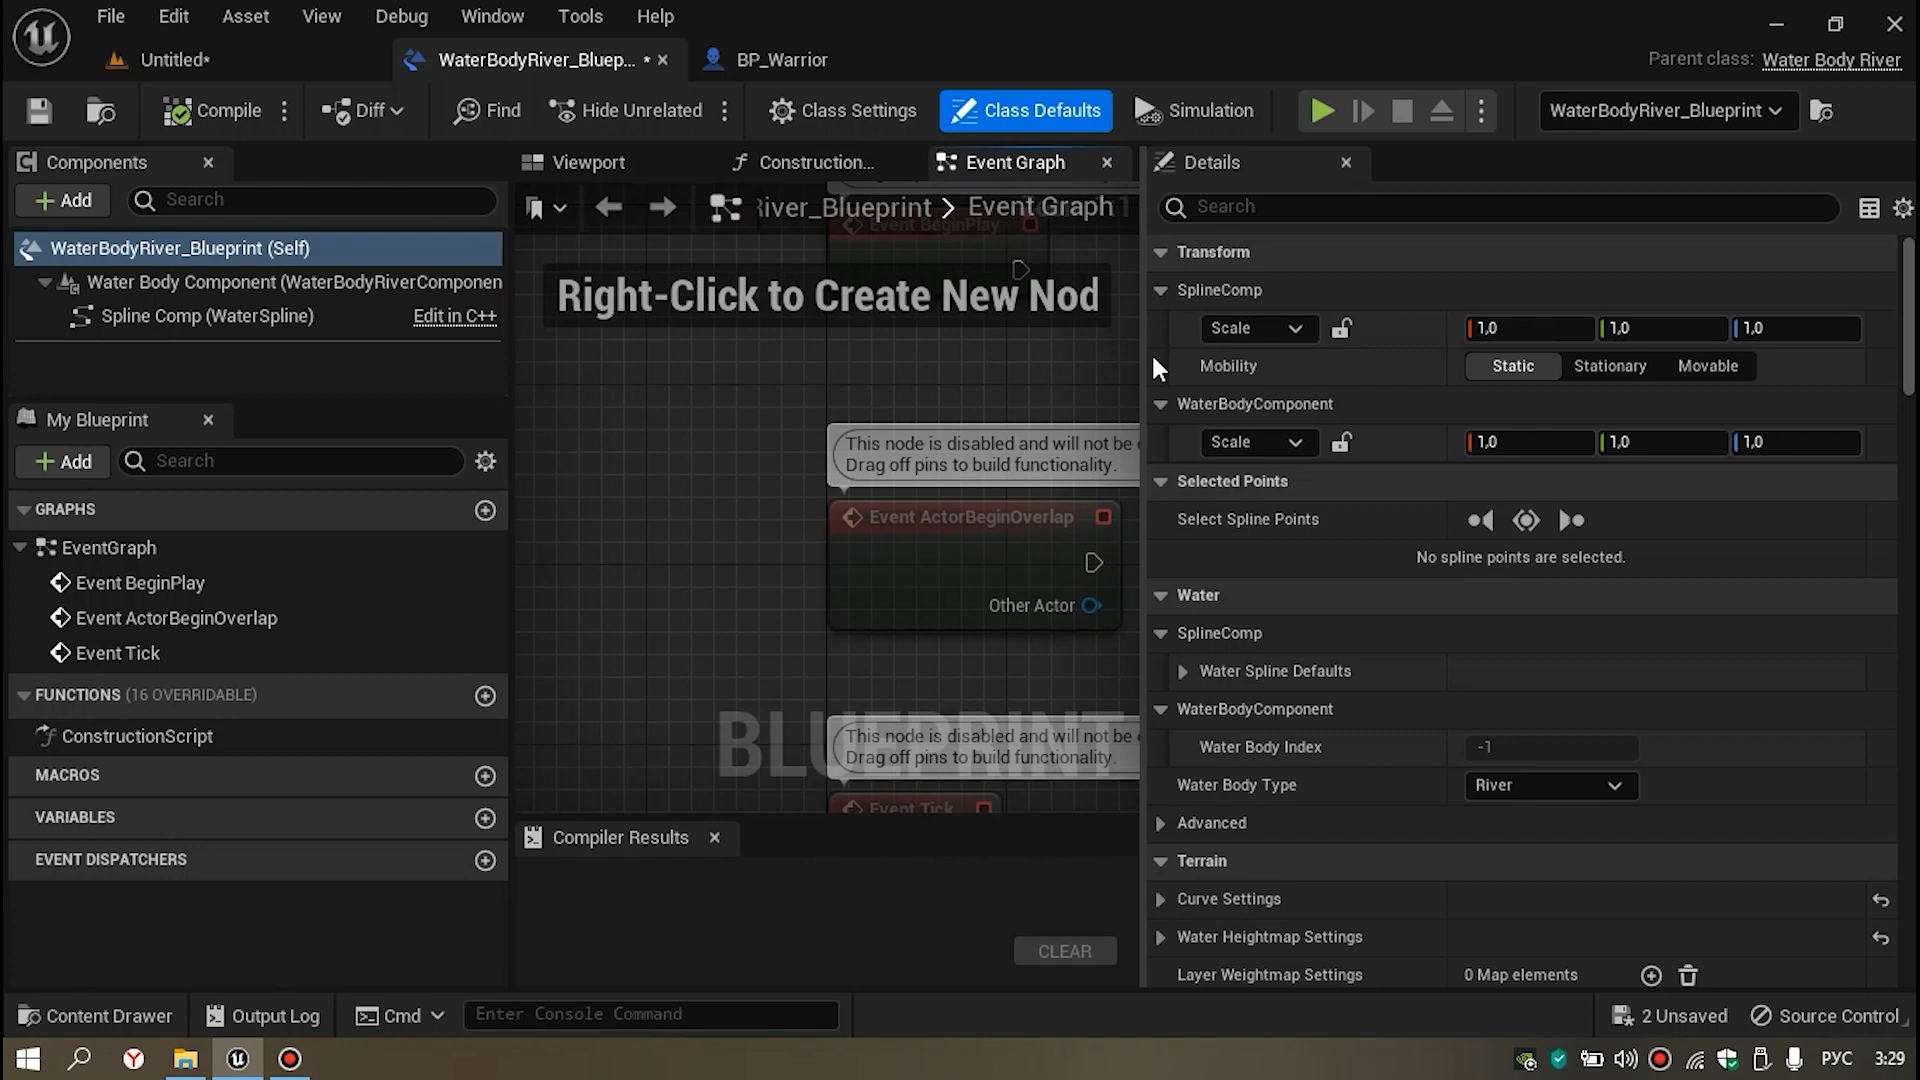 File Edit Asset View Debug Window Tools Help
Untitled* WaterBodyRiver_Bluep... * BP_Warrior Parent class: Water Body River
Compile Diff Find Hide Unrelated Class Settings Class Defaults Simulation WaterBodyRiver_Blueprint
Components
Add Search
WaterBodyRiver_Blueprint (Self)
Water Body Component (WaterBodyRiverComponen
Spline Comp (WaterSpline) Edit in C++
My Blueprint
Add Search
GRAPHS
EventGraph
Event BeginPlay
Event ActorBeginOverlap
Event Tick
FUNCTIONS (16 OVERRIDABLE)
ConstructionScript
MACROS
VARIABLES
EVENT DISPATCHERS
Viewport Construction... Event Graph
River_Blueprint > Event Graph
Event BeginPlay
Right-Click to Create New Nod
This node is disabled and will not be
Drag off pins to build functionality.
Event ActorBeginOverlap
Other Actor
BLUEPRINT
This node is disabled and will not be
Drag off pins to build functionality.
Event Tick
Compiler Results
CLEAR
Details
Search
Transform
SplineComp
Scale 1,0 1,0 1,0
Mobility Static Stationary Movable
WaterBodyComponent
Scale 1,0 1,0 1,0
Selected Points
Select Spline Points
No spline points are selected.
Water
SplineComp
Water Spline Defaults
WaterBodyComponent
Water Body Index -1
Water Body Type River
Advanced
Terrain
Curve Settings
Water Heightmap Settings
Layer Weightmap Settings 0 Map elements
Content Drawer Output Log Cmd Enter Console Command 2 Unsaved Source Control
РУС 3:29